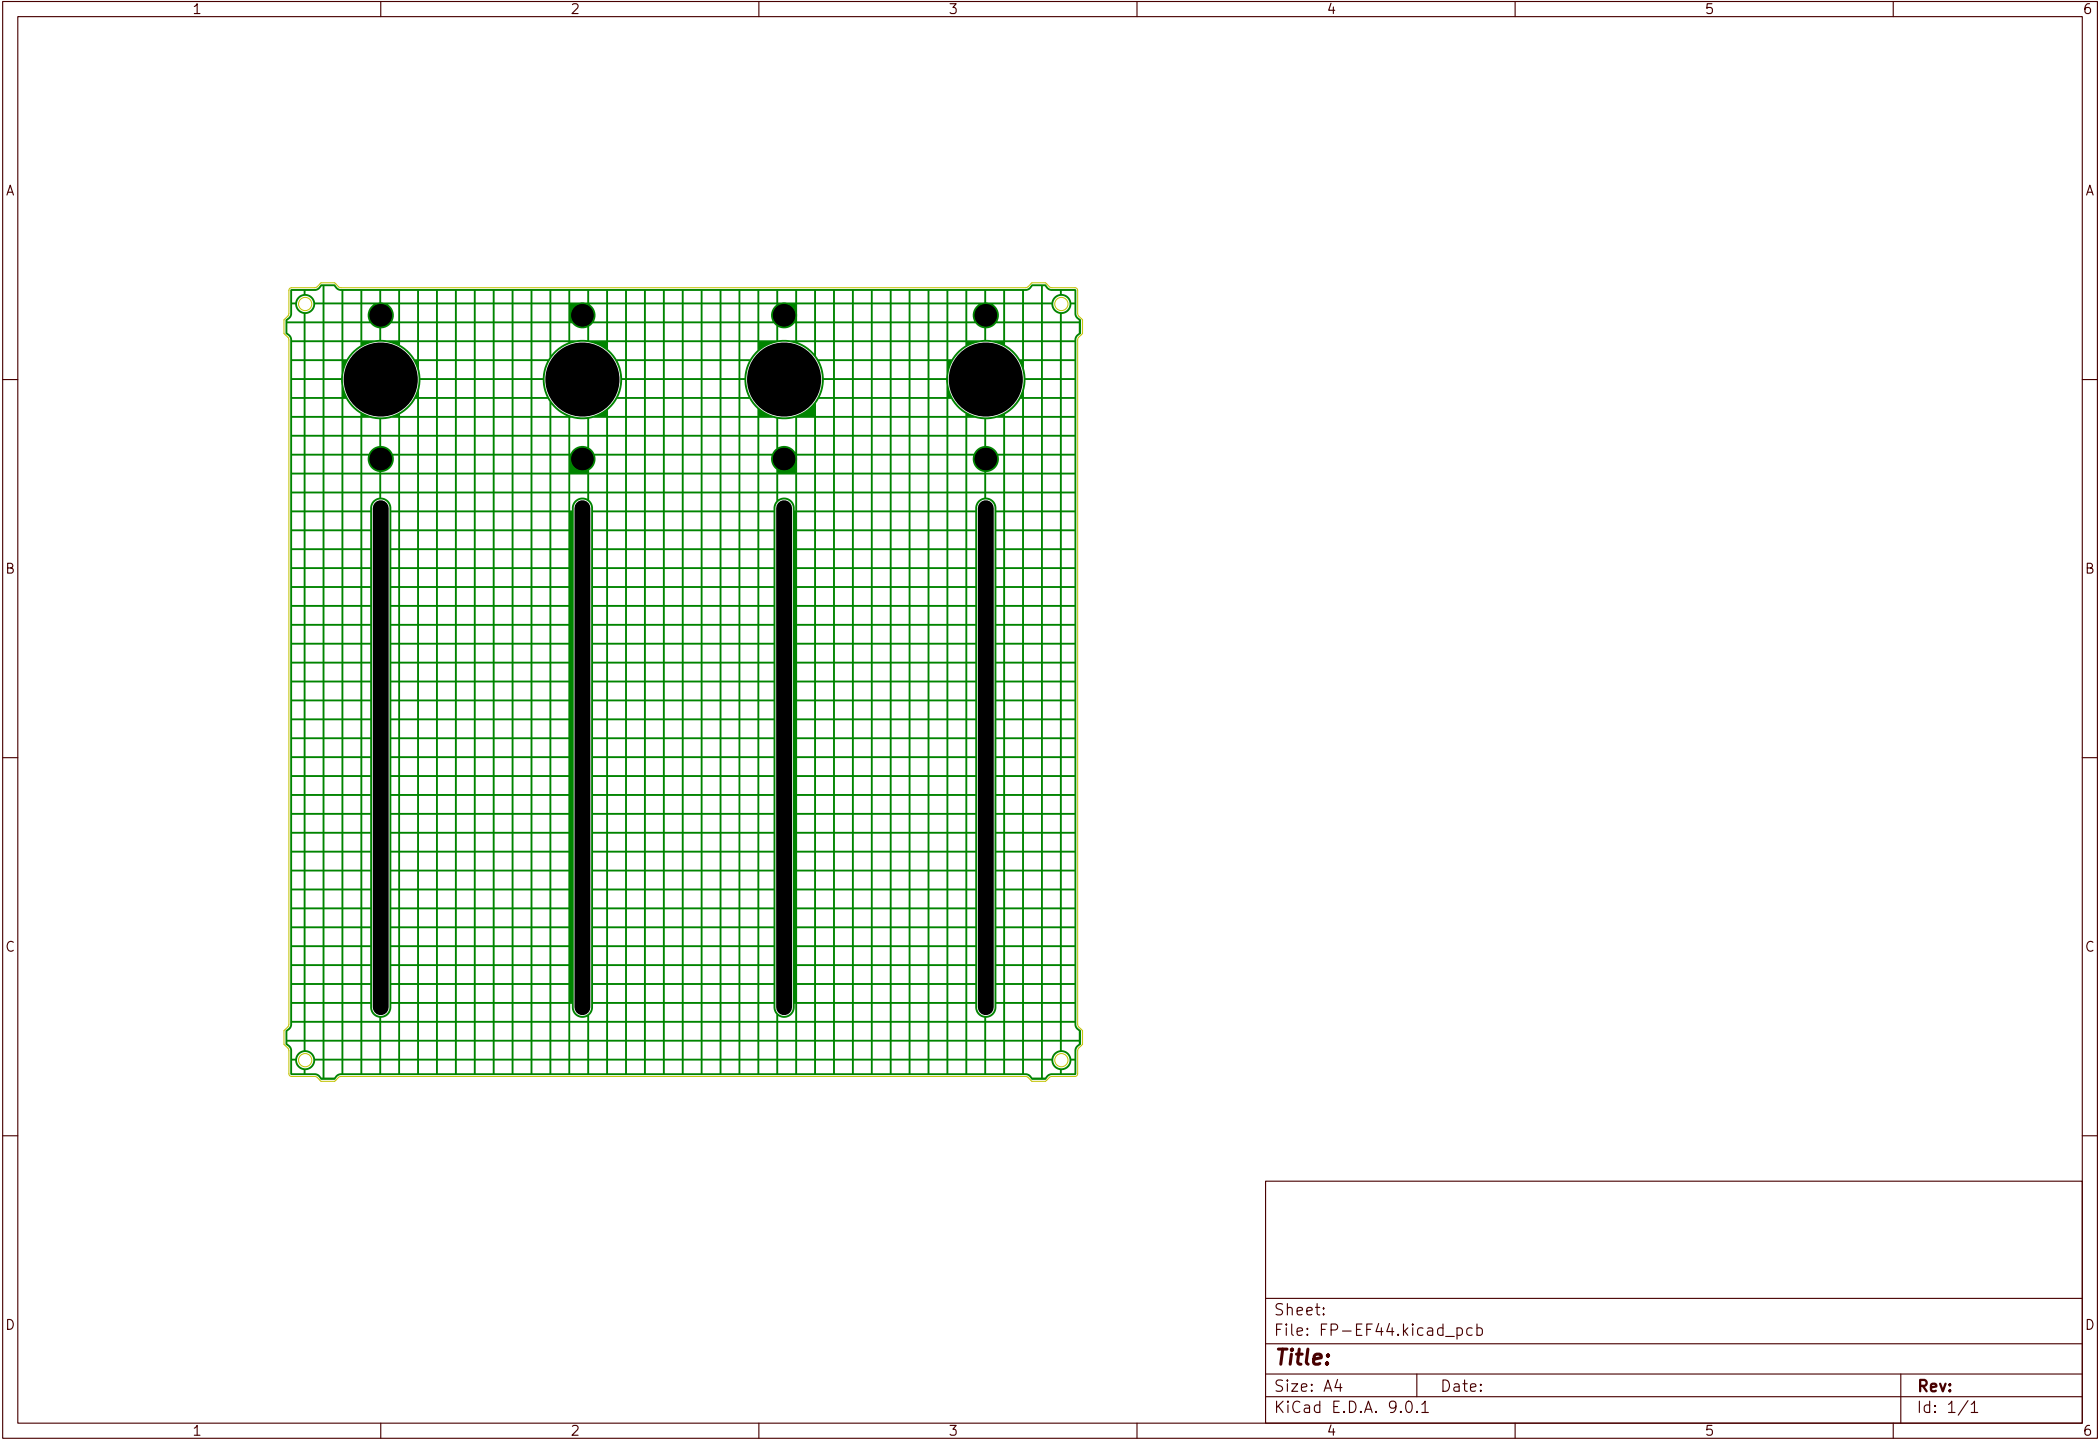 1 2 3 4 5 6
A A
B B
C C
D D
Sheet:
File: FP-EF44.kicad_pcb
Title:
Size: A4 Date: Rev:
KiCad E.D.A. 9.0.1 Id: 1/1
1 2 3 4 5 6